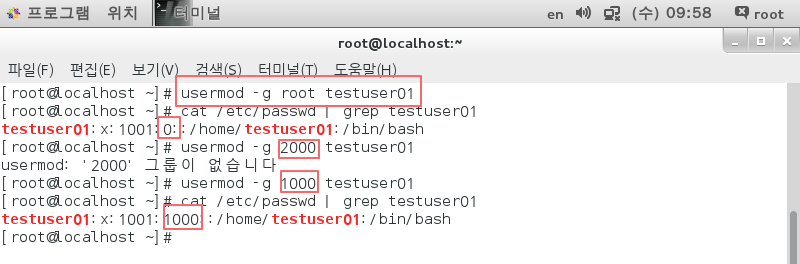 프로그램 위치 터미널 en (수) 09:58 root
root@localhost:~
파일(F) 편집(E) 보기(V) 검색(S) 터미널(T) 도움말(H)
[root@localhost ~]# usermod -g root testuser01
[root@localhost ~]# cat /etc/passwd | grep testuser01
testuser01:x:1001:0::/home/testuser01:/bin/bash
[root@localhost ~]# usermod -g 2000 testuser01
usermod: '2000' 그룹이 없습니다
[root@localhost ~]# usermod -g 1000 testuser01
[root@localhost ~]# cat /etc/passwd | grep testuser01
testuser01:x:1001:1000::/home/testuser01:/bin/bash
[root@localhost ~]#